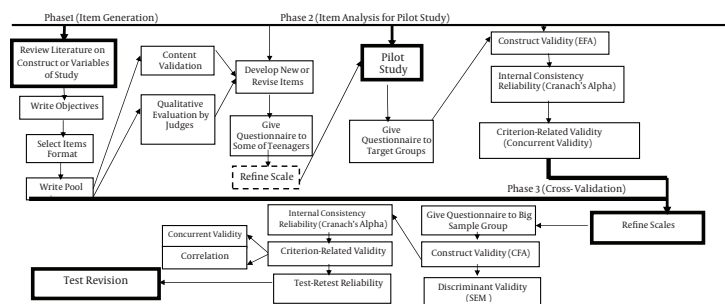 Phase1 (Item Generation)
Phase 2 (Item Analysis for Pilot Study)
Review Literature on
Construct or Variables
of Study
Write Objectives
Select Items
Format
Write Pool
Content
Validation
Qualitative
Evaluation by
Judges
Develop New or
Revise Items
Give
Questionnaire to
Some of Teenagers
Refine Scale
Pilot
Study
Give
Questionnaire to
Target Groups
Construct Validity (EFA)
Internal Consistency
Reliability (Cranach's Alpha)
Criterion-Related Validity
(Concurrent Validity)
Phase 3 (Cross-Validation)
Refine Scales
Give Questionnaire to Big
Sample Group
Construct Validity (CFA)
Discriminant Validity
(SEM)
Internal Consistency
Reliability (Cranach's Alpha)
Criterion-Related Validity
Test-Retest Reliability
Concurrent Validity
Correlation
Test Revision